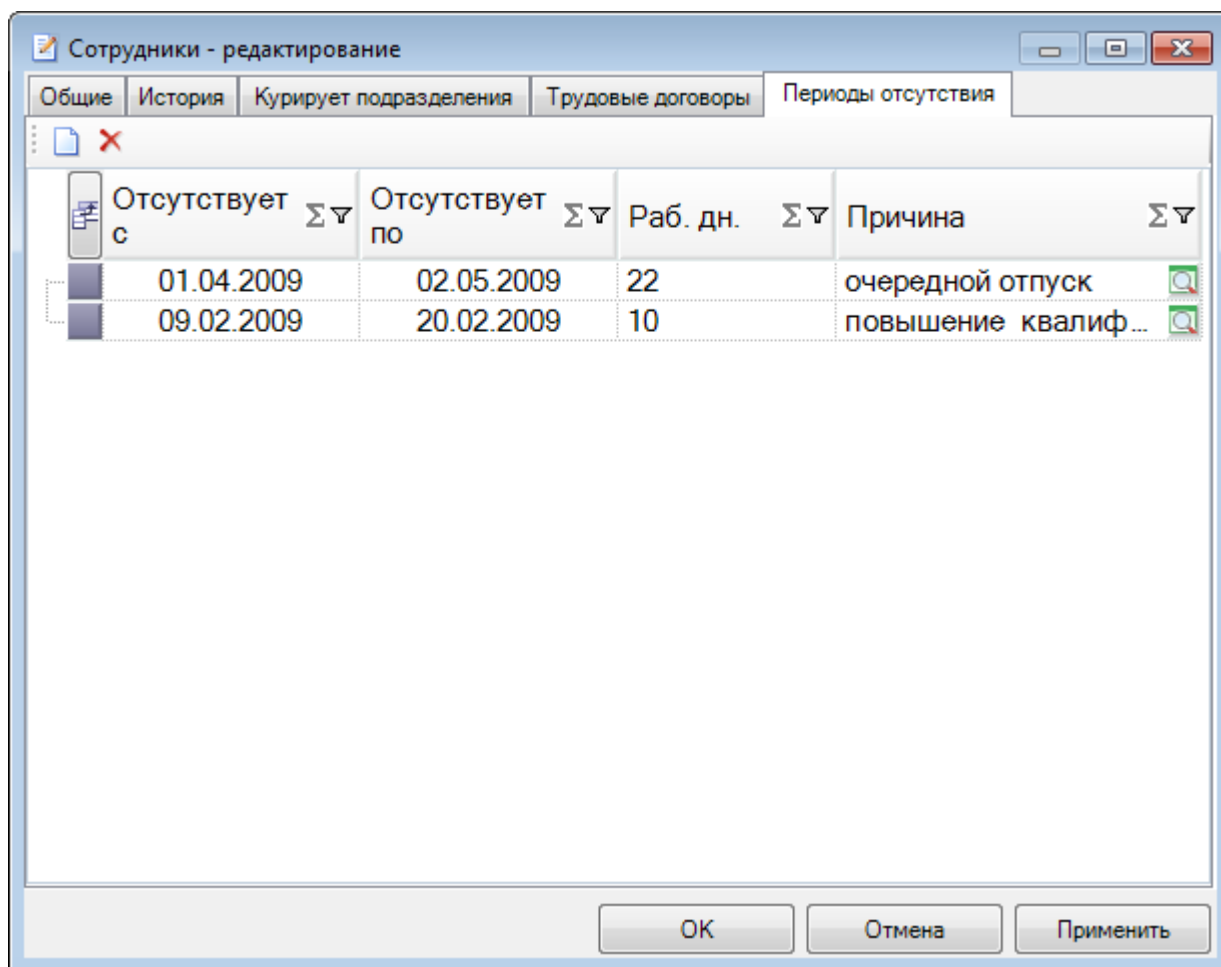 Сотрудники - редактирование
Общие История Курирует подразделения Трудовые договоры Периоды отсутствия
Отсутствует с Отсутствует по Раб. дн. Причина
01.04.2009 02.05.2009 22 очередной отпуск
09.02.2009 20.02.2009 10 повышение квалиф...
OK Отмена Применить